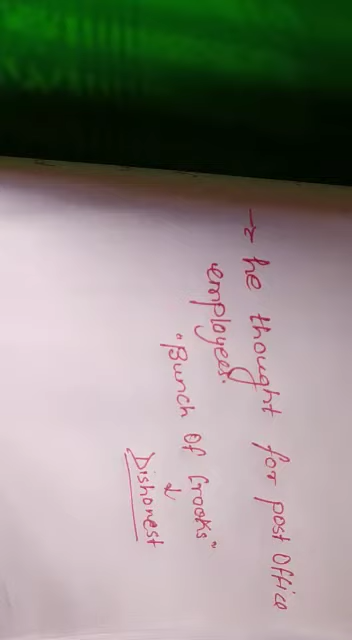 → he thought for post office
employees.
"Bunch Of Crooks"
↓
Dishonest